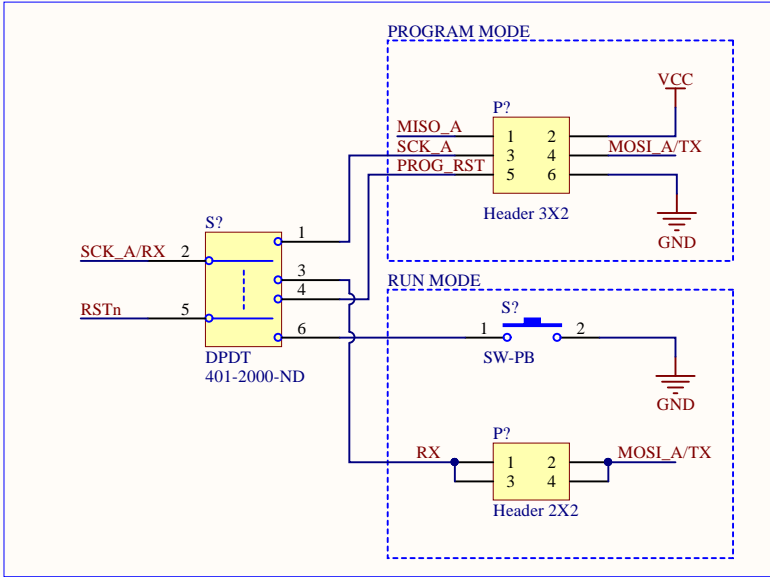 PROGRAM MODE
VCC
P?
MISO_A 1 2
SCK_A 3 4 MOSI_A/TX
PROG_RST 5 6
Header 3X2
GND
S?
1
SCK_A/RX 2
3
4
RSTn 5
6
DPDT
401-2000-ND
RUN MODE
S?
1 2
SW-PB
GND
P?
RX 1 2 MOSI_A/TX
3 4
Header 2X2